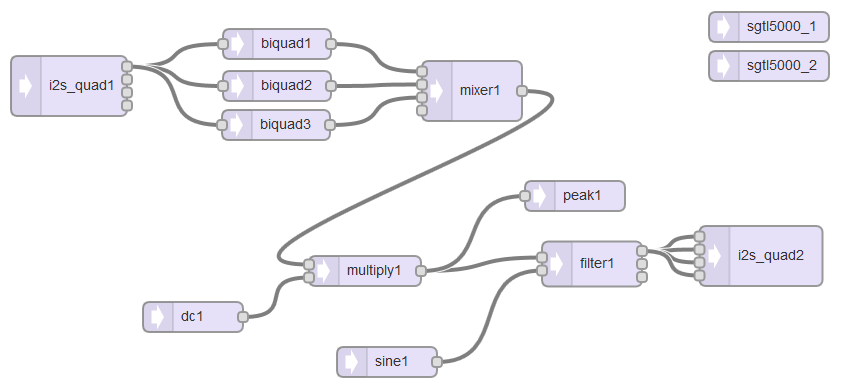 biquad1
i2s_quad1
biquad2
biquad3
mixer1
sgtl5000_1
sgtl5000_2
peak1
multiply1
filter1
i2s_quad2
dc1
sine1